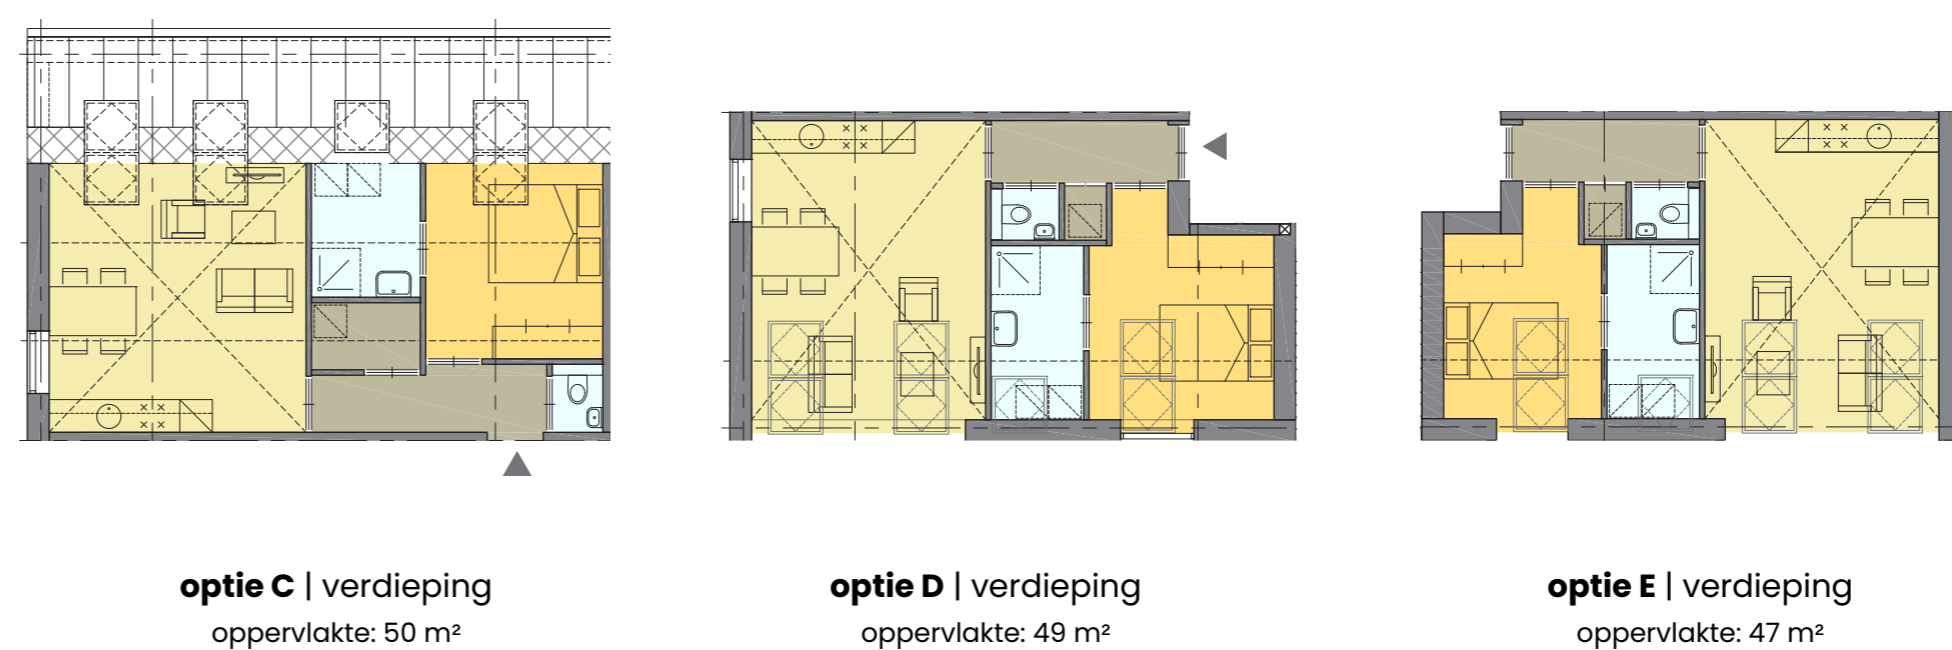 optie C | verdieping
oppervlakte: 50 m²
optie D | verdieping
oppervlakte: 49 m²
optie E | verdieping
oppervlakte: 47 m²